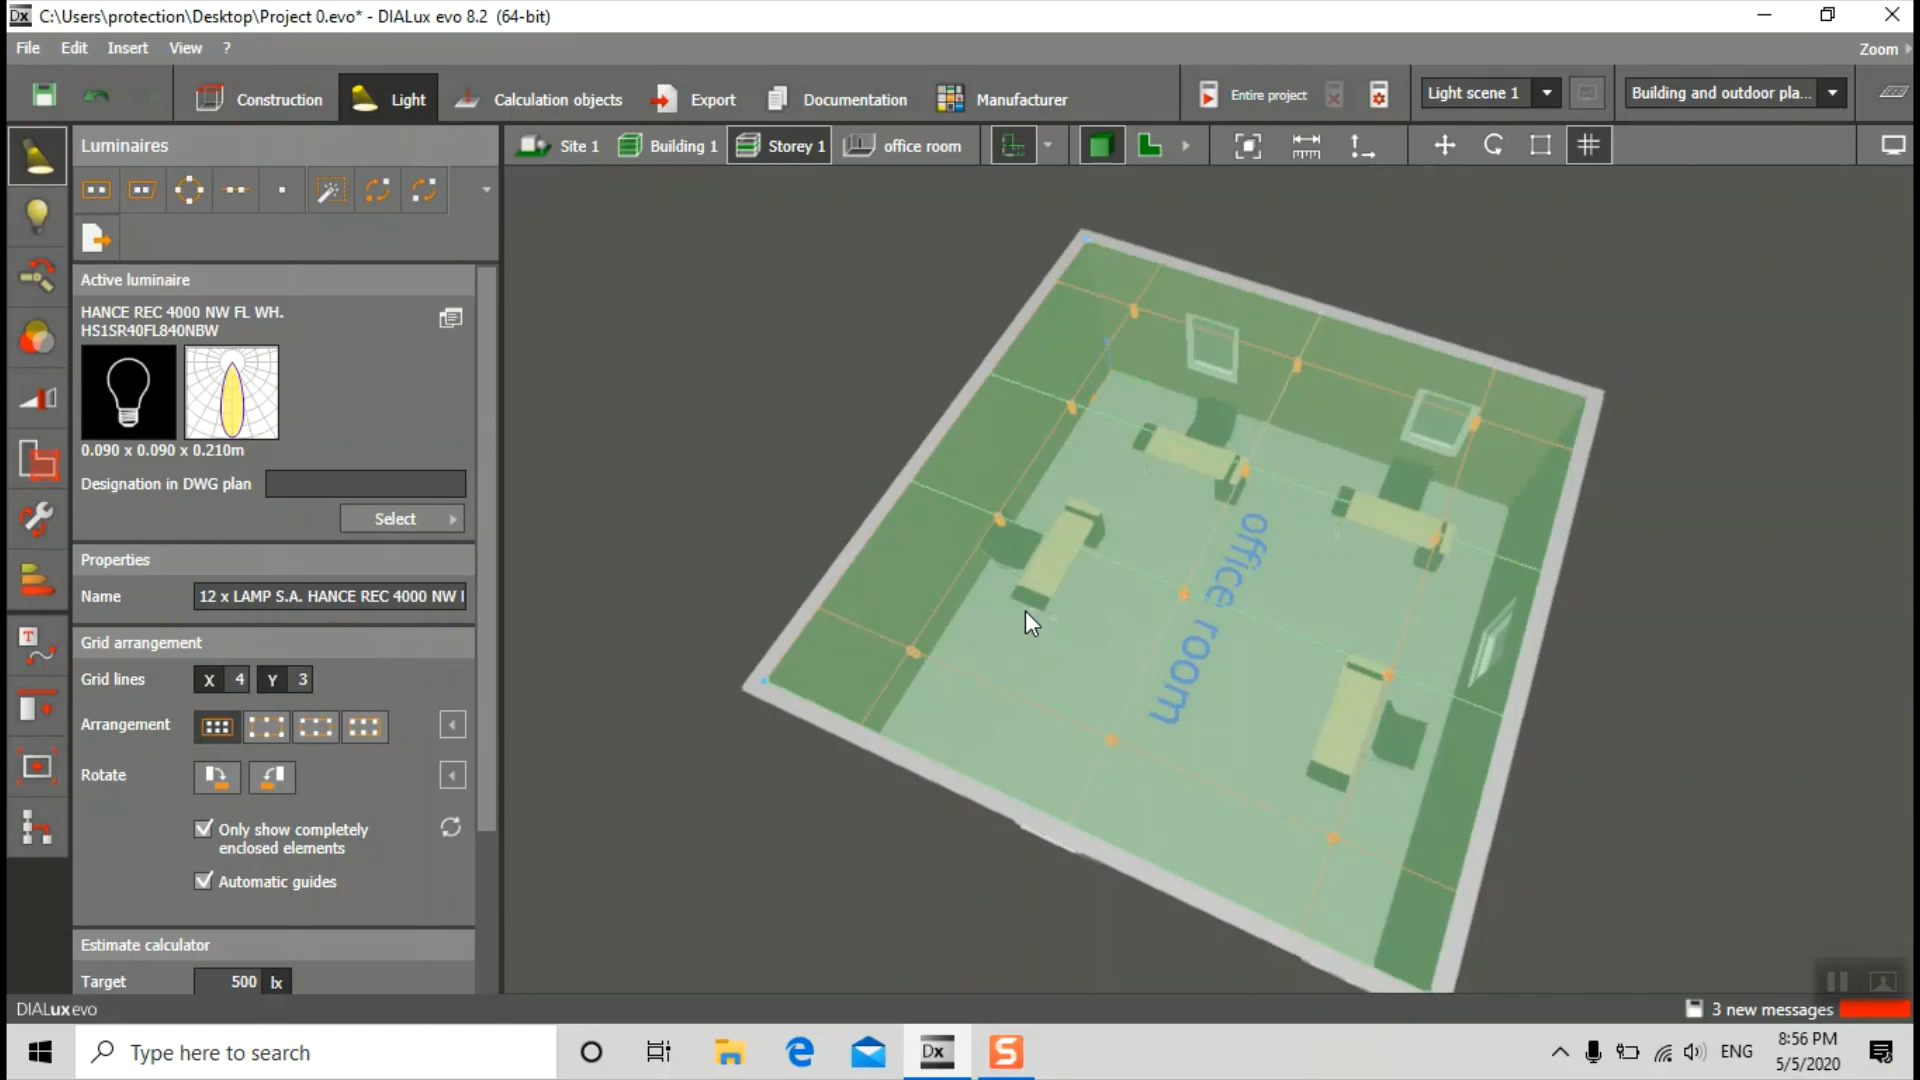 Dx C:\Users\protection\Desktop\Project 0.evo* - DIALux evo 8.2 (64-bit)
File Edit Insert View ?
Zoom
Construction Light Calculation objects Export Documentation Manufacturer
Entire project
Light scene 1
Building and outdoor pla...
Luminaires
Site 1 Building 1 Storey 1 office room
Active luminaire
HANCE REC 4000 NW FL WH.
HS1SR40FL840NBW
0.090 x 0.090 x 0.210m
Designation in DWG plan
Select
Properties
Name 12 x LAMP S.A. HANCE REC 4000 NW
Grid arrangement
Grid lines X 4 Y 3
Arrangement
Rotate
Only show completely
enclosed elements
Automatic guides
Estimate calculator
Target 500 lx
office room
DIALux evo
3 new messages
Type here to search
Dx
S
ENG
8:56 PM
5/5/2020